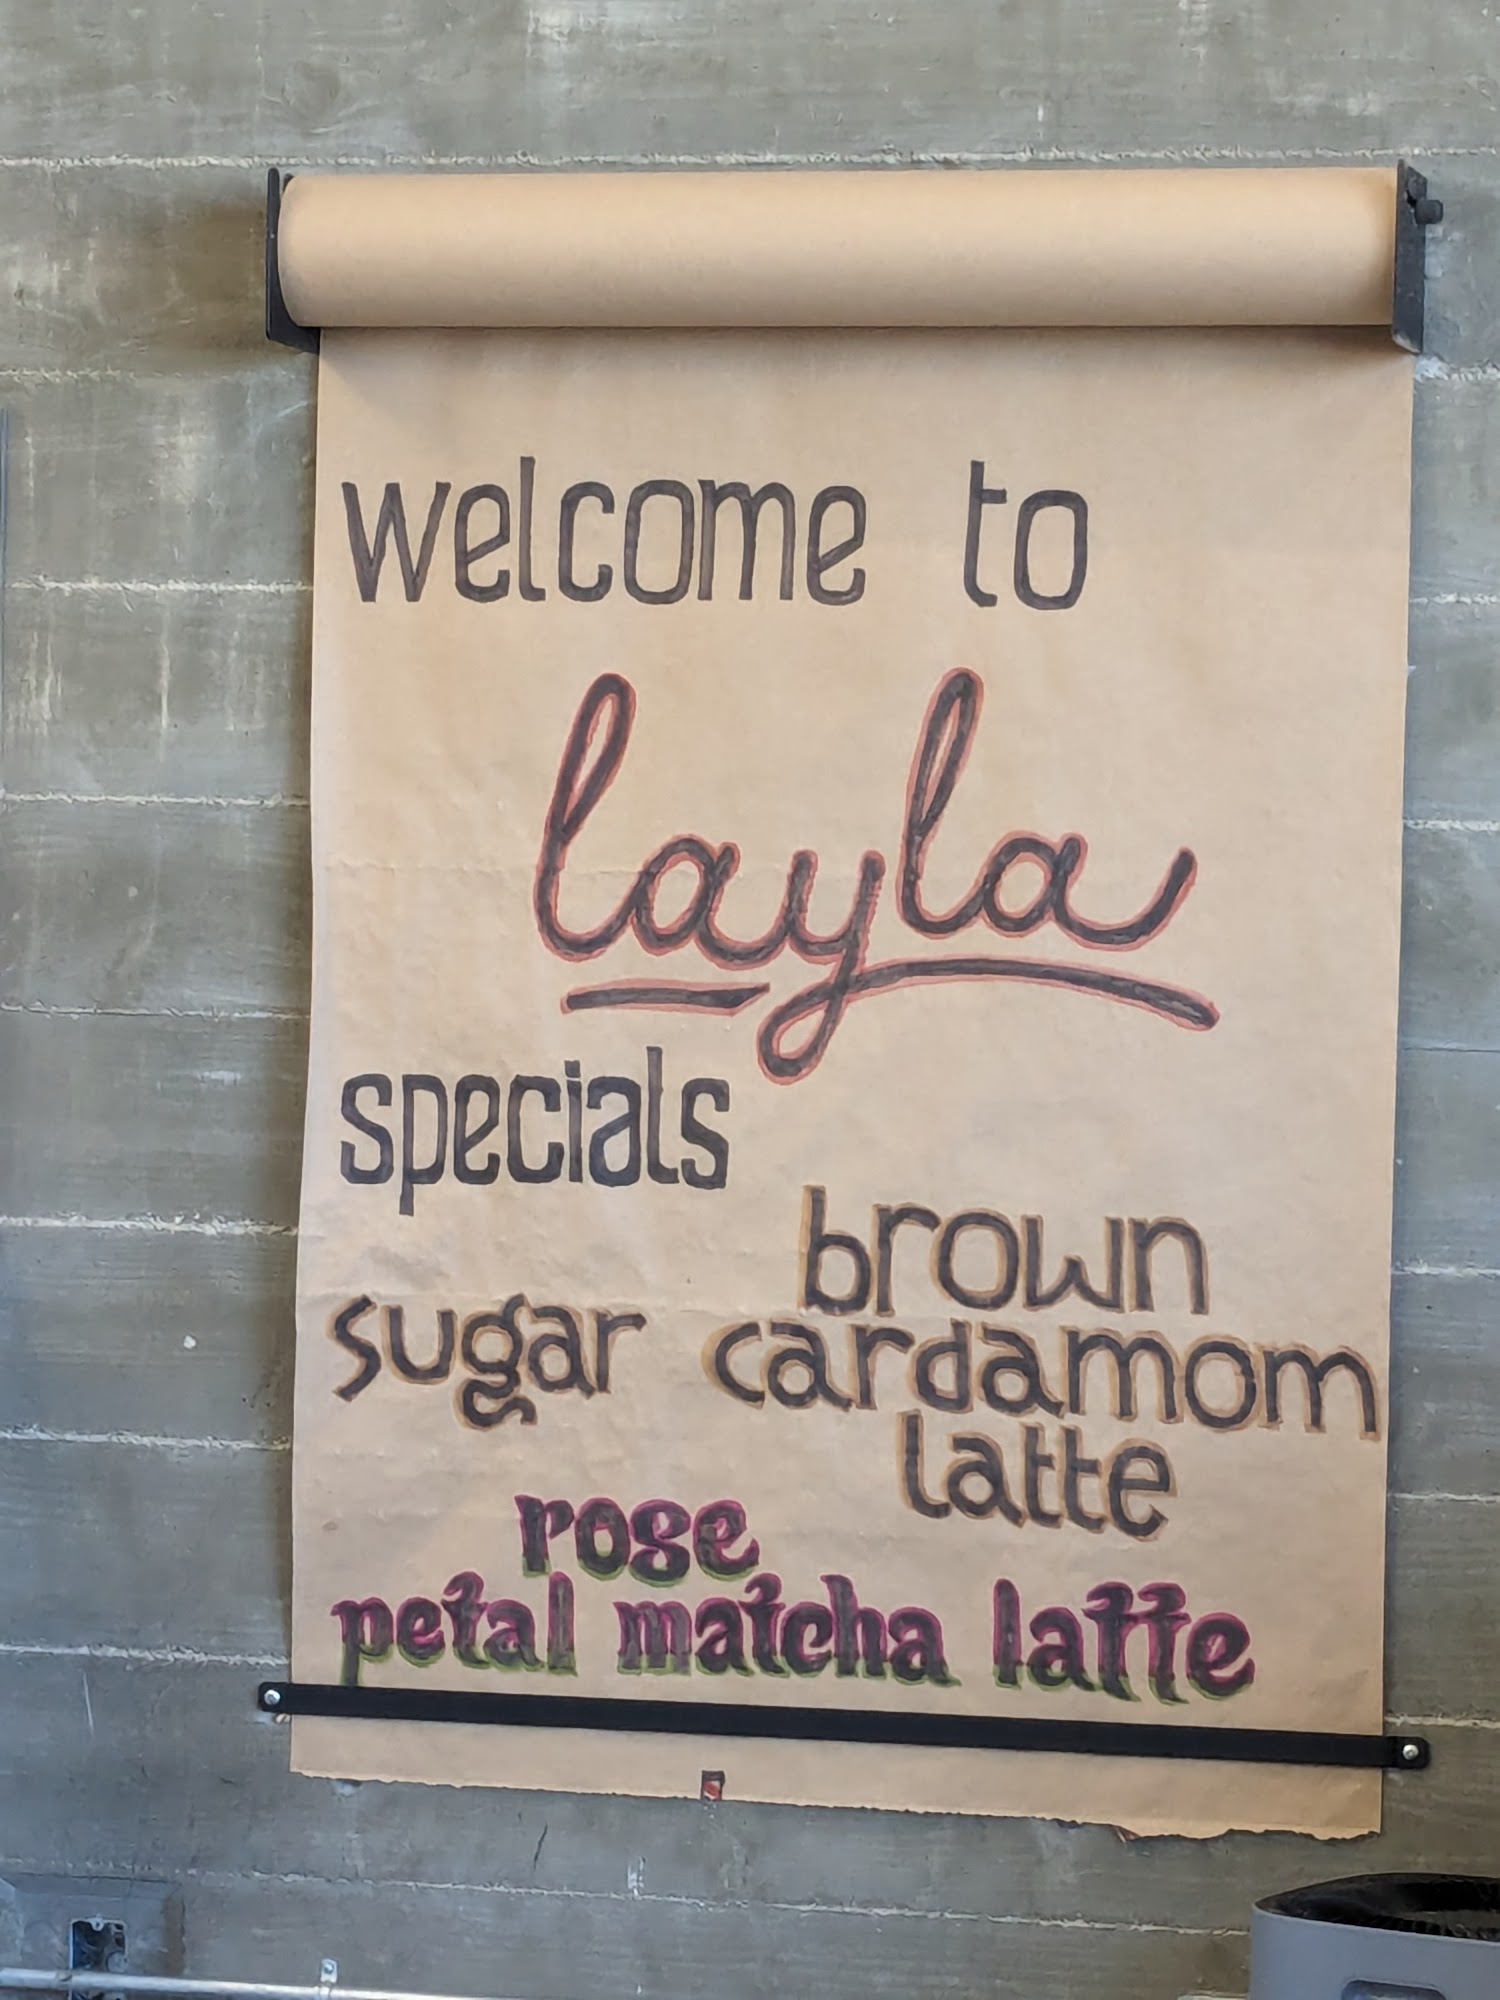 welcome to
layla
specials
brown
sugar cardamom
latte
rose
petal matcha latte